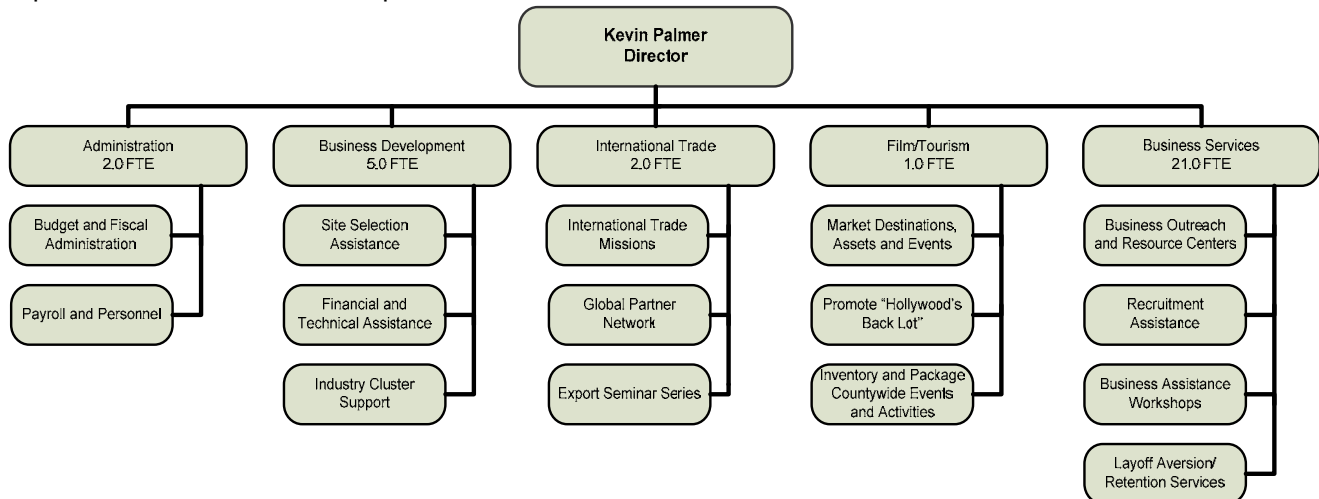 Kevin Palmer
Director
Administration
2.0 FTE
Budget and Fiscal
Administration
Payroll and Personnel
Business Development
5.0 FTE
Site Selection
Assistance
Financial and
Technical Assistance
Industry Cluster
Support
International Trade
2.0 FTE
International Trade
Missions
Global Partner
Network
Export Seminar Series
Film/Tourism
1.0 FTE
Market Destinations,
Assets and Events
Promote “Hollywood’s
Back Lot”
Inventory and Package
Countywide Events
and Activities
Business Services
21.0 FTE
Business Outreach
and Resource Centers
Recruitment
Assistance
Business Assistance
Workshops
Layoff Aversion/
Retention Services